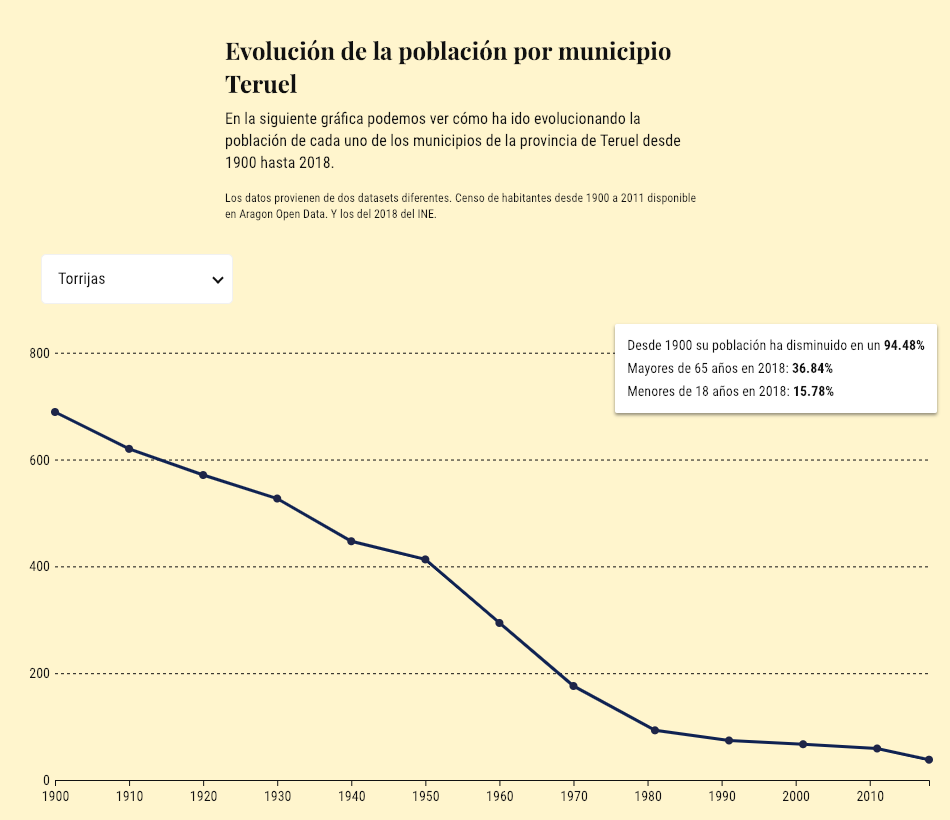 Evolución de la población por municipio
Teruel
En la siguiente gráfica podemos ver cómo ha ido evolucionando la
población de cada uno de los municipios de la provincia de Teruel desde
1900 hasta 2018.
Los datos provienen de dos datasets diferentes. Censo de habitantes desde 1900 a 2011 disponible
en Aragon Open Data. Y los del 2018 del INE.
Torrijas
Desde 1900 su población ha disminuido en un 94.48%
Mayores de 65 años en 2018: 36.84%
Menores de 18 años en 2018: 15.78%
800
600
400
200
0
1900 1910 1920 1930 1940 1950 1960 1970 1980 1990 2000 2010